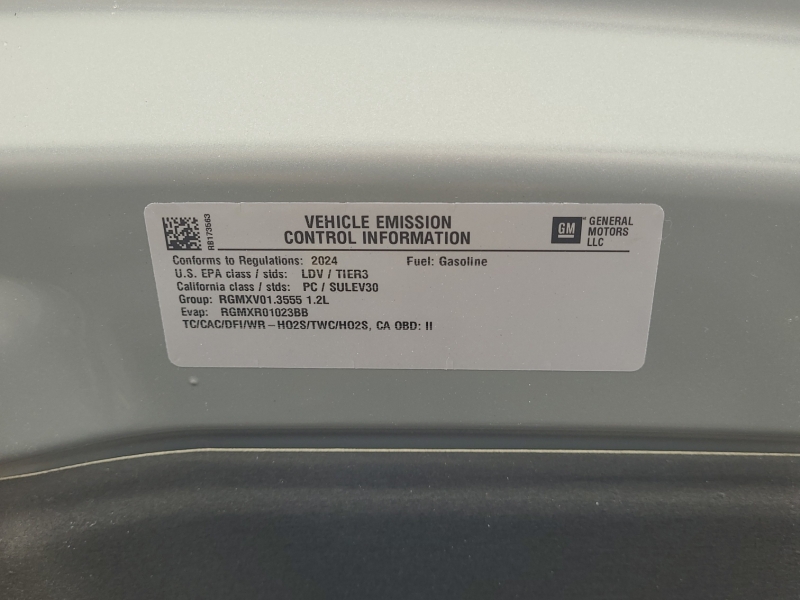 RB173563
VEHICLE EMISSION
CONTROL INFORMATION
GM
GENERAL
MOTORS
LLC
Conforms to Regulations: 2024 Fuel: Gasoline
U.S. EPA class / stds: LDV / TIER3
California class / stds: PC / SULEV30
Group: RGMXV01.3555 1.2L
Evap: RGMXR01023BB
TC/CAC/DFI/WR-HO2S/TWC/HO2S, CA OBD: II